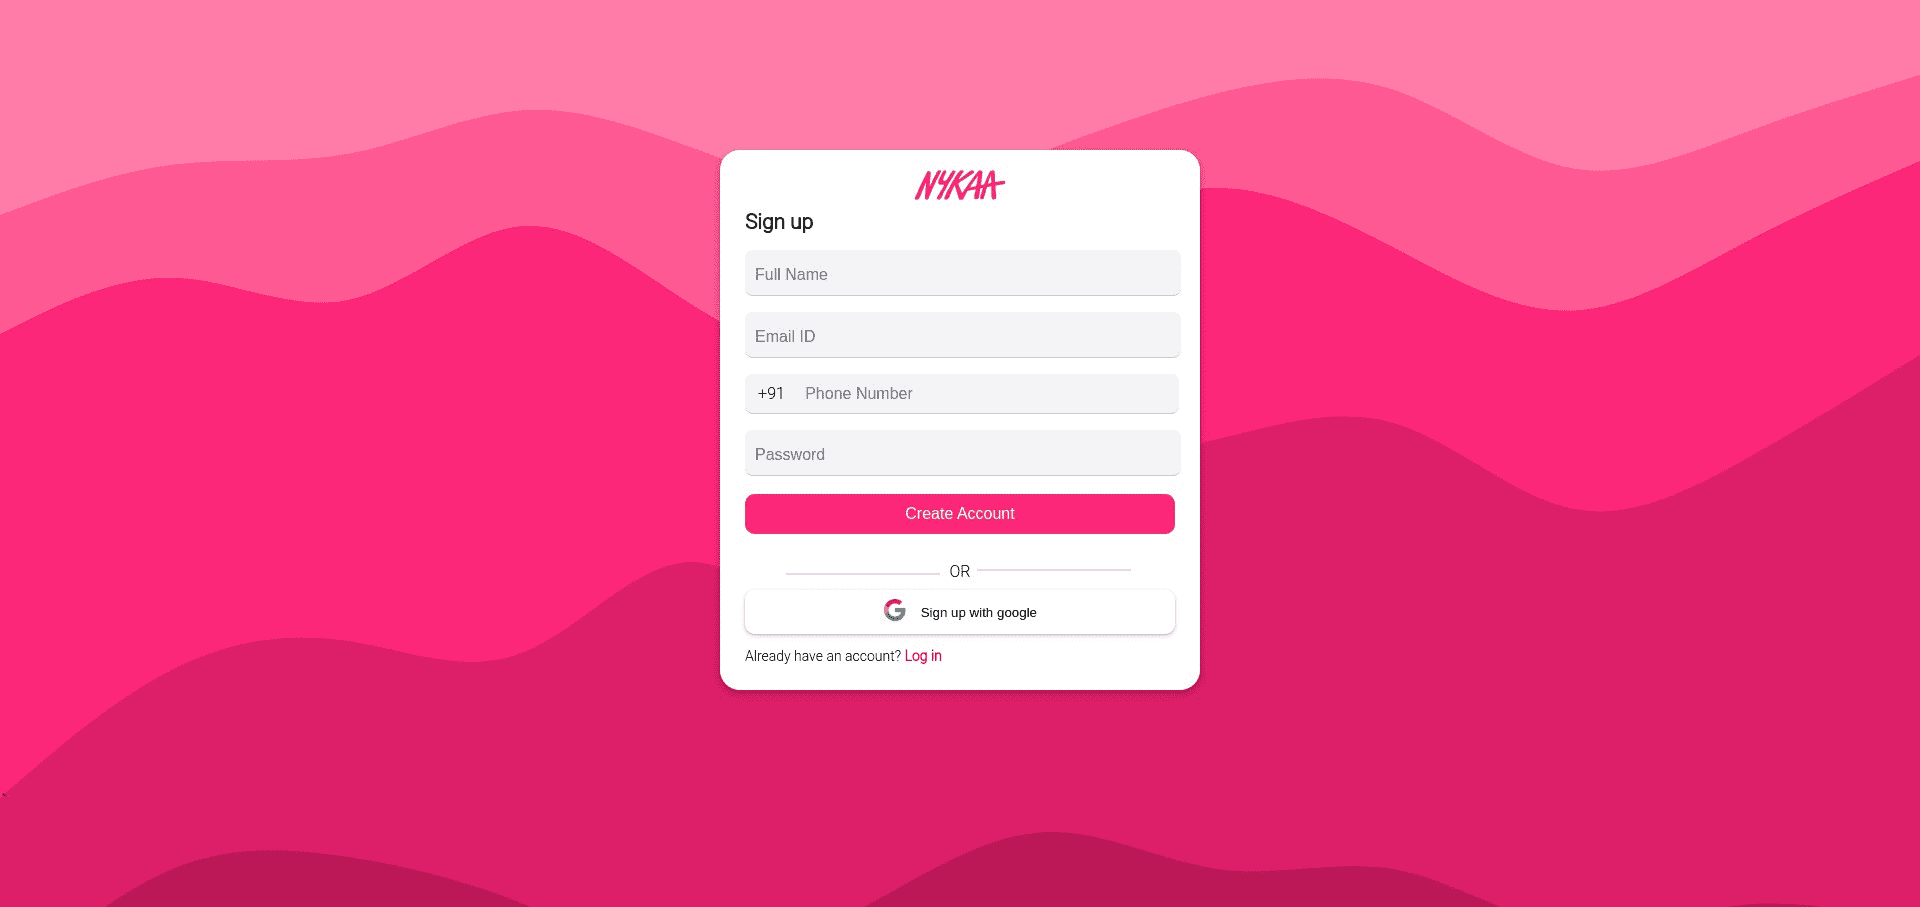 NYKAA
Sign up
Full Name
Email ID
+91 Phone Number
Password
Create Account
OR
Sign up with google
Already have an account? Log in